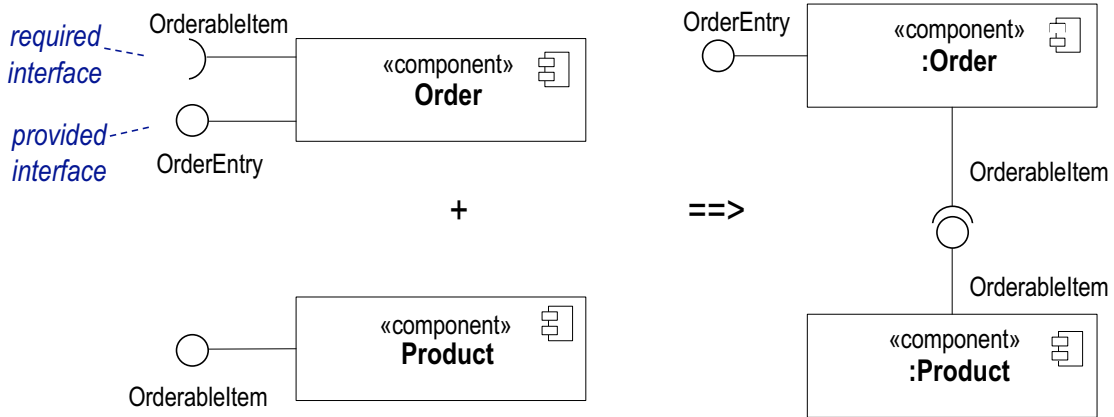 required
interface
OrderableItem
«component»
Order
provided
interface
OrderEntry
+
«component»
Product
OrderableItem
==>
OrderEntry
«component»
:Order
OrderableItem
OrderableItem
«component»
:Product